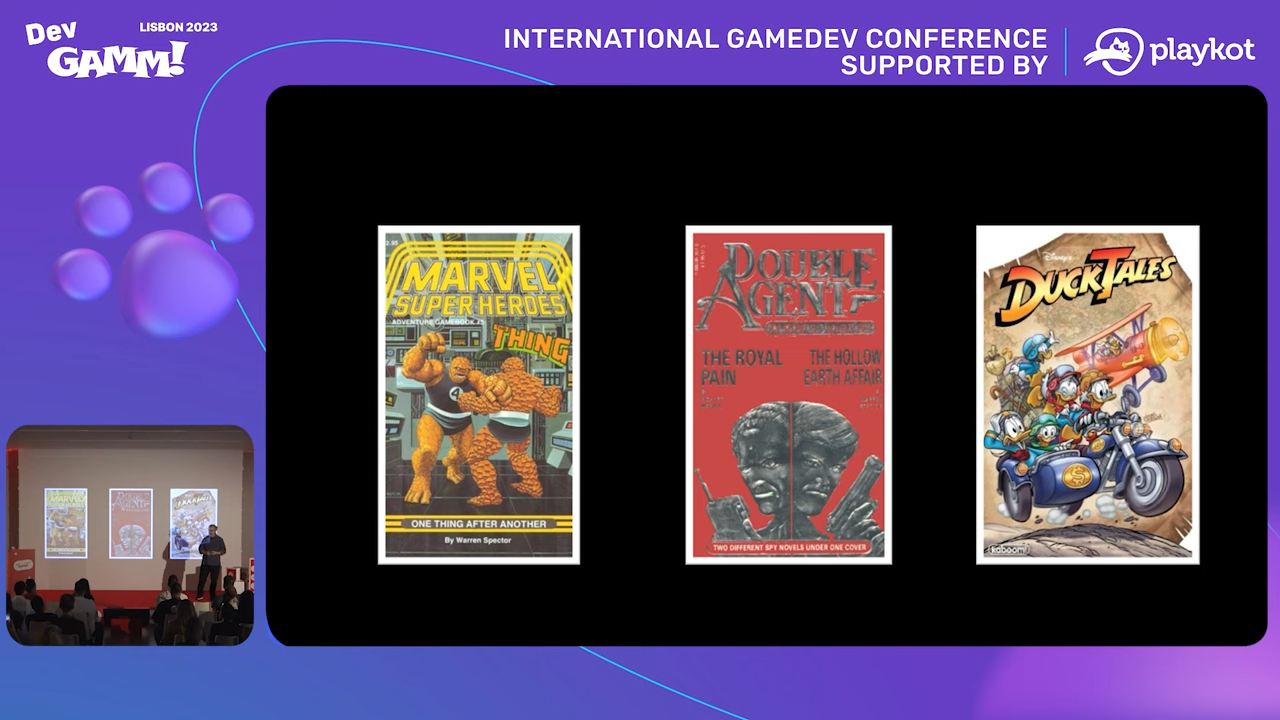 Dev
GAMM!
LISBON 2023
INTERNATIONAL GAMEDEV CONFERENCE
SUPPORTED BY
playkot
MARVEL
SUPER HEROES
ADVENTURE GAMEBOOK
THING
ONE THING AFTER ANOTHER
By Warren Spector
DOUBLE
AGENT
THE ROYAL
PAIN
THE HOLLOW
EARTH AFFAIR
TWO DIFFERENT SPY NOVELS UNDER ONE COVER
Disney's
DUCKTALES
kaboom!